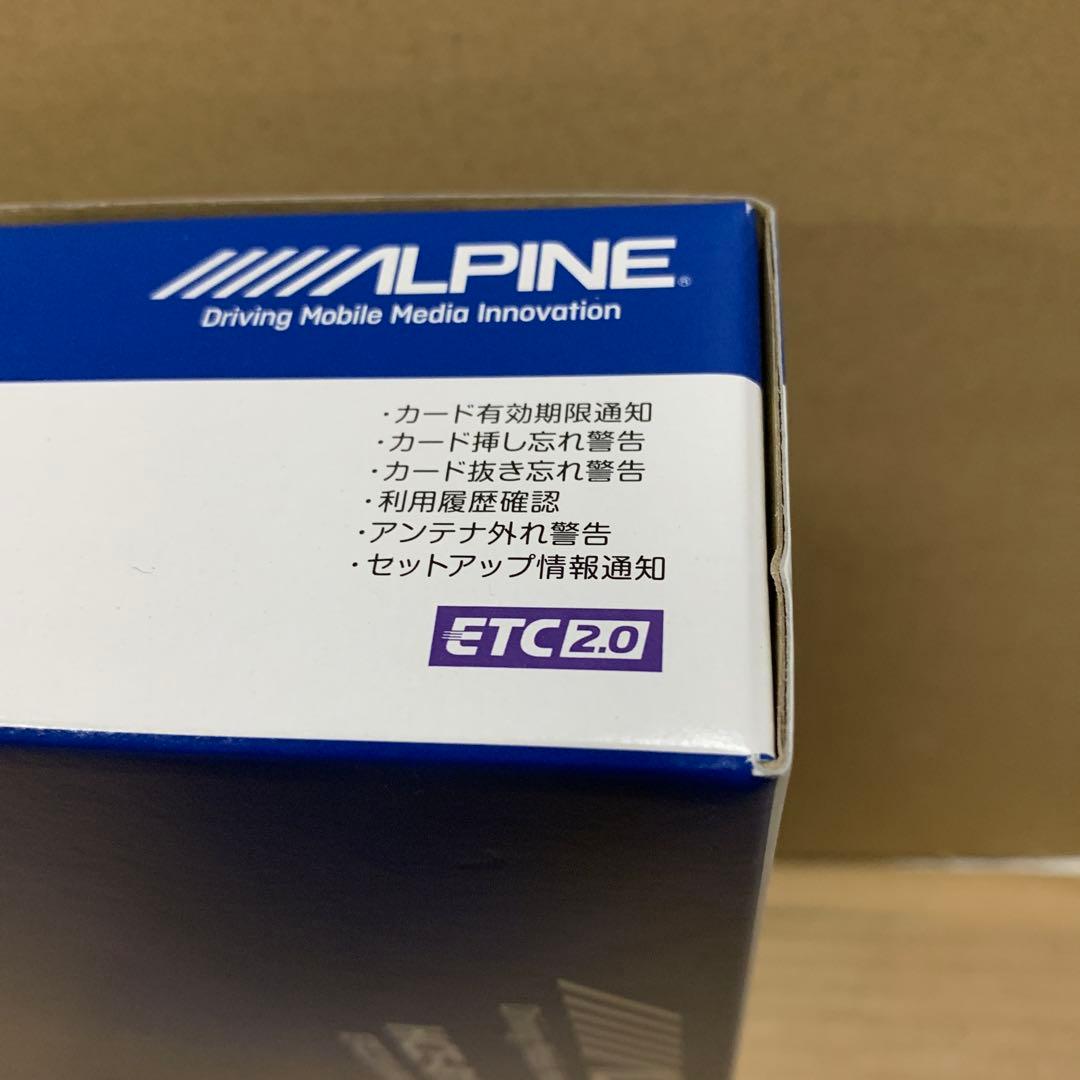 ALPINE®
Driving Mobile Media Innovation
・カード有効期限通知
・カード挿し忘れ警告
・カード抜き忘れ警告
・利用履歴確認
・アンテナ外れ警告
・セットアップ情報通知
ETC 2.0